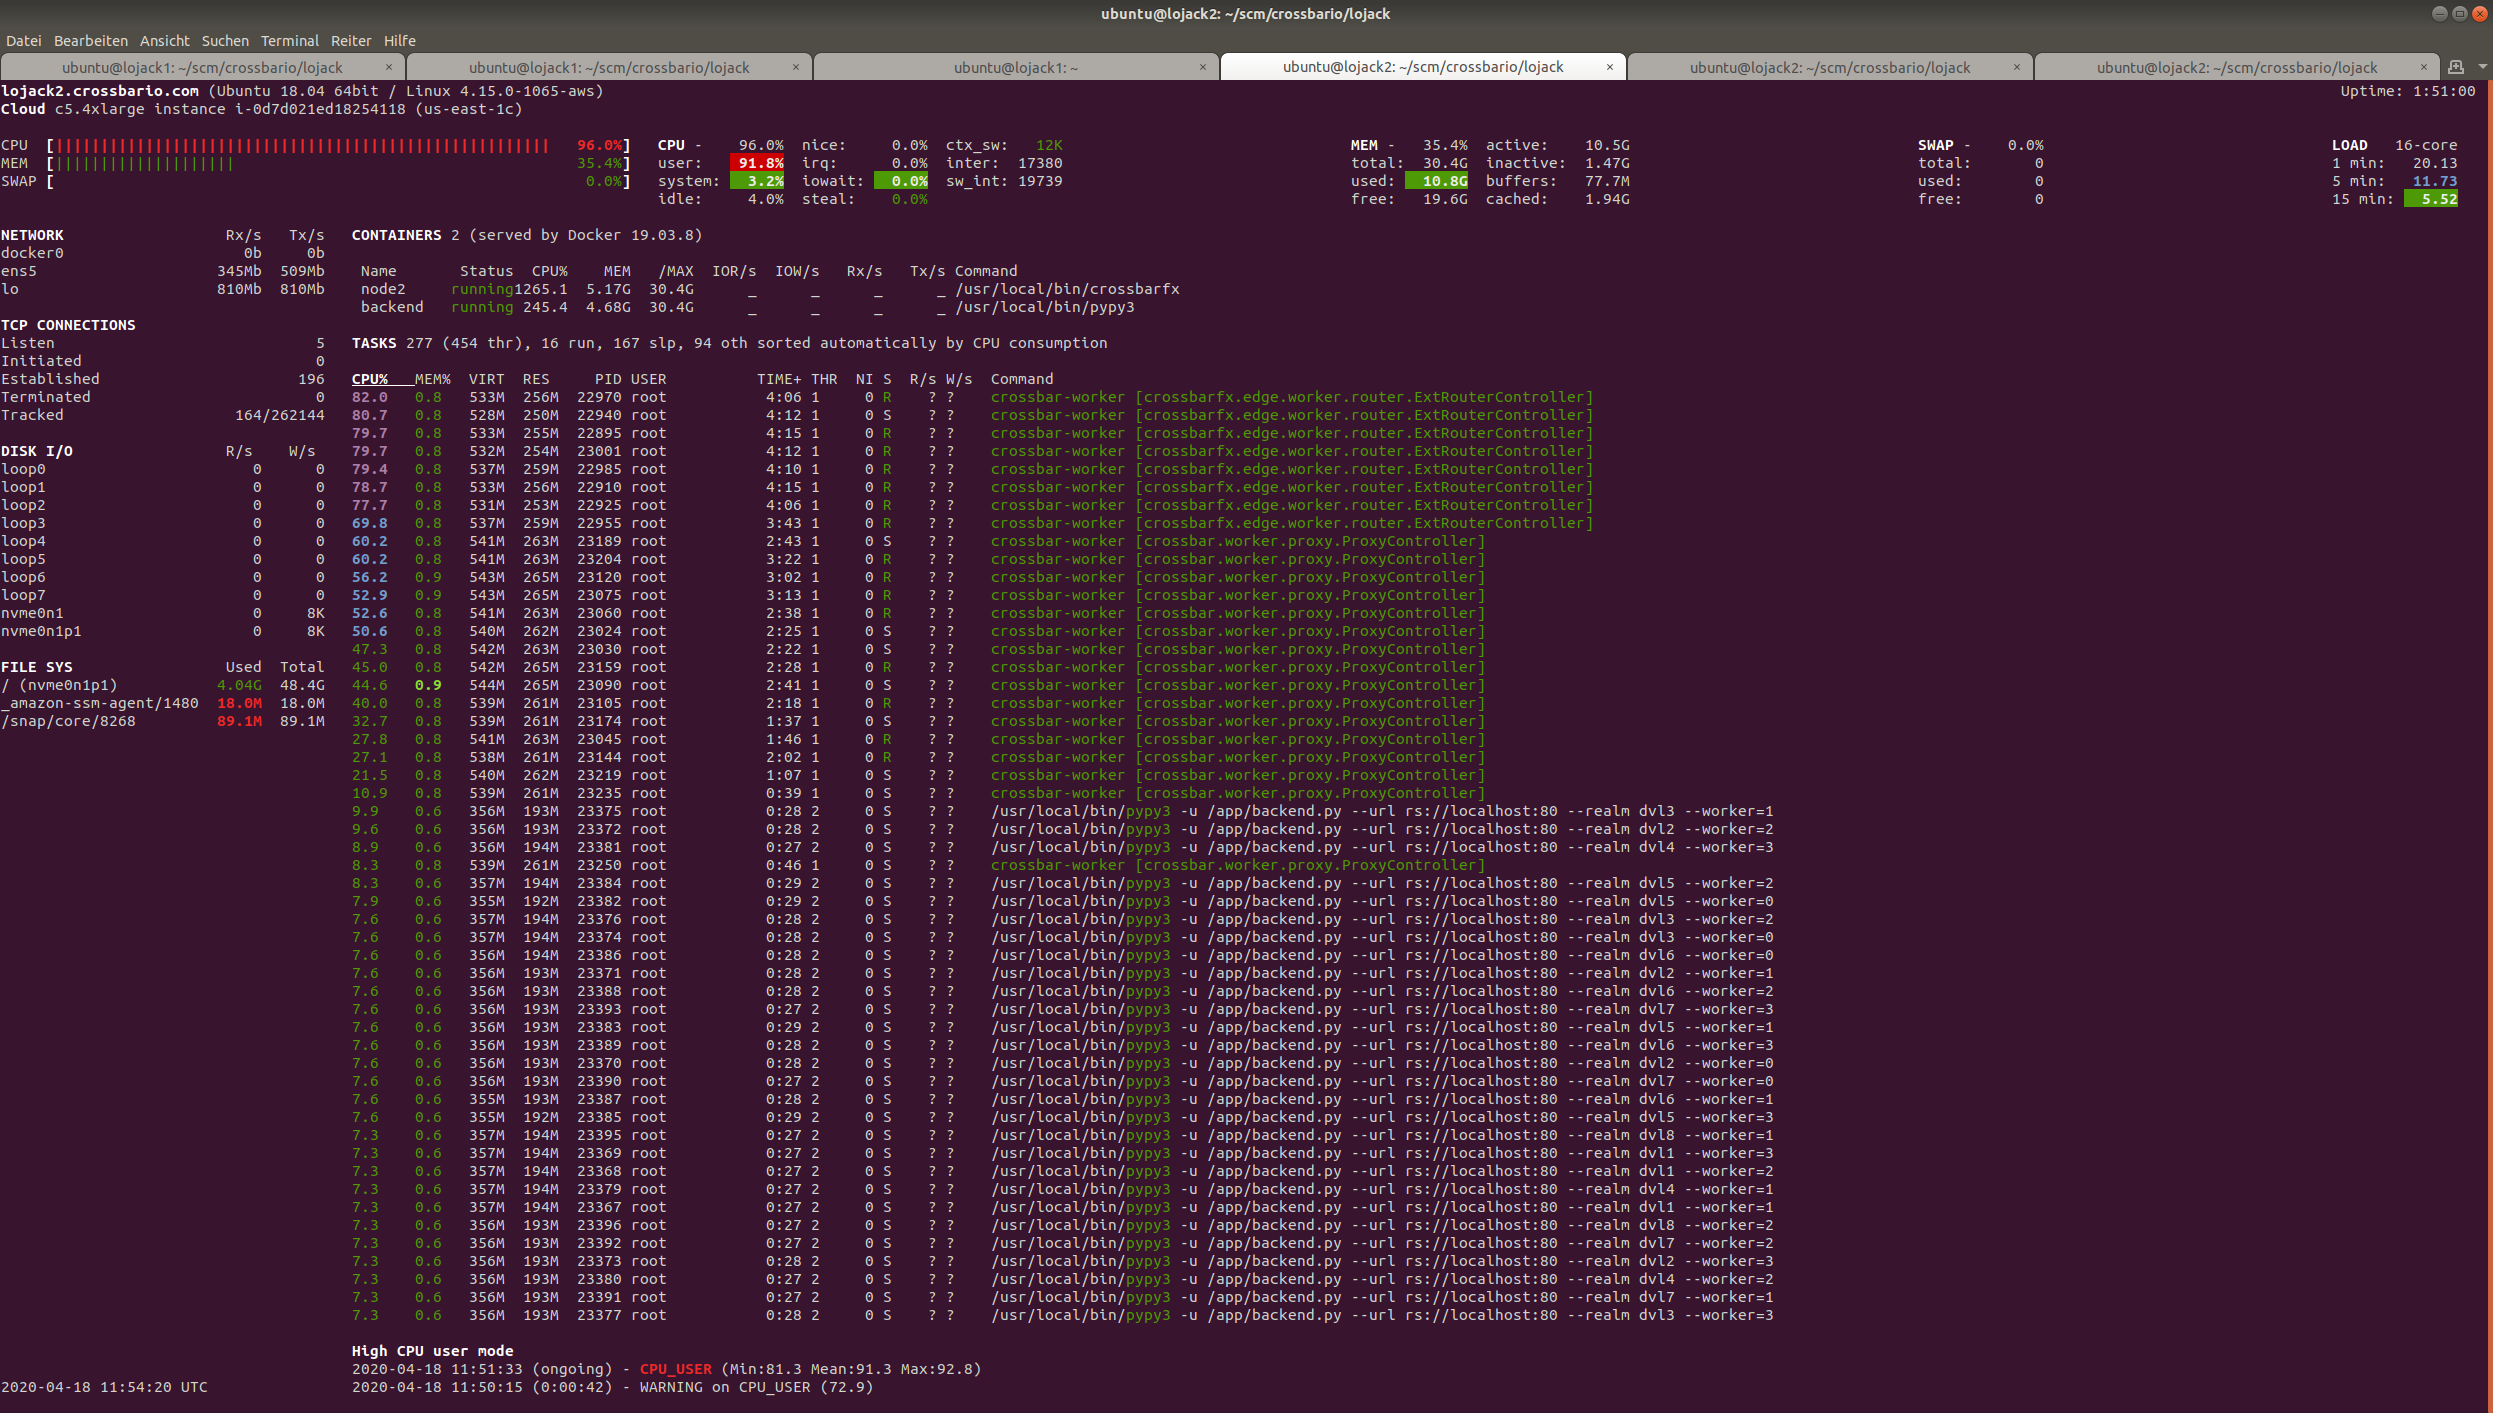 ubuntu@lojack2: ~/scm/crossbario/lojack
Datei Bearbeiten Ansicht Suchen Terminal Reiter Hilfe
ubuntu@lojack1: ~/scm/crossbario/lojack × ubuntu@lojack1: ~/scm/crossbario/lojack × ubuntu@lojack1: ~ × ubuntu@lojack2: ~/scm/crossbario/lojack × ubuntu@lojack2: ~/scm/crossbario/lojack × ubuntu@lojack2: ~/scm/crossbario/lojack ×
lojack2.crossbario.com (Ubuntu 18.04 64bit / Linux 4.15.0-1065-aws) Uptime: 1:51:00
Cloud c5.4xlarge instance i-0d7d021ed18254118 (us-east-1c)
CPU [||||||||||||||||||||||||||||||||||||||||||||||||||||||| 96.0%] CPU - 96.0% nice: 0.0% ctx_sw: 12K MEM - 35.4% active: 10.5G SWAP - 0.0% LOAD 16-core
MEM [|||||||||||||||||||| 35.4%] user: 91.8% irq: 0.0% inter: 17380 total: 30.4G inactive: 1.47G total: 0 1 min: 20.13
SWAP [ 0.0%] system: 3.2% iowait: 0.0% sw_int: 19739 used: 10.8G buffers: 77.7M used: 0 5 min: 11.73
idle: 4.0% steal: 0.0% free: 19.6G cached: 1.94G free: 0 15 min: 5.52
NETWORK Rx/s Tx/s CONTAINERS 2 (served by Docker 19.03.8)
docker0 0b 0b
ens5 345Mb 509Mb Name Status CPU% MEM /MAX IOR/s IOW/s Rx/s Tx/s Command
lo 810Mb 810Mb node2 running1265.1 5.17G 30.4G _ _ _ _ /usr/local/bin/crossbarfx
backend running 245.4 4.68G 30.4G _ _ _ _ /usr/local/bin/pypy3
TCP CONNECTIONS
Listen 5 TASKS 277 (454 thr), 16 run, 167 slp, 94 oth sorted automatically by CPU consumption
Initiated 0
Established 196 CPU% MEM% VIRT RES PID USER TIME+ THR NI S R/s W/s Command
Terminated 0 82.0 0.8 533M 256M 22970 root 4:06 1 0 R ? ? crossbar-worker [crossbarfx.edge.worker.router.ExtRouterController]
Tracked 164/262144 80.7 0.8 528M 250M 22940 root 4:12 1 0 S ? ? crossbar-worker [crossbarfx.edge.worker.router.ExtRouterController]
79.7 0.8 533M 255M 22895 root 4:15 1 0 R ? ? crossbar-worker [crossbarfx.edge.worker.router.ExtRouterController]
DISK I/O R/s W/s 79.7 0.8 532M 254M 23001 root 4:12 1 0 R ? ? crossbar-worker [crossbarfx.edge.worker.router.ExtRouterController]
loop0 0 0 79.4 0.8 537M 259M 22985 root 4:10 1 0 R ? ? crossbar-worker [crossbarfx.edge.worker.router.ExtRouterController]
loop1 0 0 78.7 0.8 533M 256M 22910 root 4:15 1 0 R ? ? crossbar-worker [crossbarfx.edge.worker.router.ExtRouterController]
loop2 0 0 77.7 0.8 531M 253M 22925 root 4:06 1 0 R ? ? crossbar-worker [crossbarfx.edge.worker.router.ExtRouterController]
loop3 0 0 69.8 0.8 537M 259M 22955 root 3:43 1 0 R ? ? crossbar-worker [crossbarfx.edge.worker.router.ExtRouterController]
loop4 0 0 60.2 0.8 541M 263M 23189 root 2:43 1 0 S ? ? crossbar-worker [crossbar.worker.proxy.ProxyController]
loop5 0 0 60.2 0.8 541M 263M 23204 root 3:22 1 0 R ? ? crossbar-worker [crossbar.worker.proxy.ProxyController]
loop6 0 0 56.2 0.9 543M 265M 23120 root 3:02 1 0 R ? ? crossbar-worker [crossbar.worker.proxy.ProxyController]
loop7 0 0 52.9 0.9 543M 265M 23075 root 3:13 1 0 R ? ? crossbar-worker [crossbar.worker.proxy.ProxyController]
nvme0n1 0 8K 52.6 0.8 541M 263M 23060 root 2:38 1 0 R ? ? crossbar-worker [crossbar.worker.proxy.ProxyController]
nvme0n1p1 0 8K 50.6 0.8 540M 262M 23024 root 2:25 1 0 S ? ? crossbar-worker [crossbar.worker.proxy.ProxyController]
47.3 0.8 542M 263M 23030 root 2:22 1 0 S ? ? crossbar-worker [crossbar.worker.proxy.ProxyController]
FILE SYS Used Total 45.0 0.8 542M 265M 23159 root 2:28 1 0 R ? ? crossbar-worker [crossbar.worker.proxy.ProxyController]
/ (nvme0n1p1) 4.04G 48.4G 44.6 0.9 544M 265M 23090 root 2:41 1 0 S ? ? crossbar-worker [crossbar.worker.proxy.ProxyController]
_amazon-ssm-agent/1480 18.0M 18.0M 40.0 0.8 539M 261M 23105 root 2:18 1 0 R ? ? crossbar-worker [crossbar.worker.proxy.ProxyController]
/snap/core/8268 89.1M 89.1M 32.7 0.8 539M 261M 23174 root 1:37 1 0 S ? ? crossbar-worker [crossbar.worker.proxy.ProxyController]
27.8 0.8 541M 263M 23045 root 1:46 1 0 R ? ? crossbar-worker [crossbar.worker.proxy.ProxyController]
27.1 0.8 538M 261M 23144 root 2:02 1 0 R ? ? crossbar-worker [crossbar.worker.proxy.ProxyController]
21.5 0.8 540M 262M 23219 root 1:07 1 0 S ? ? crossbar-worker [crossbar.worker.proxy.ProxyController]
10.9 0.8 539M 261M 23235 root 0:39 1 0 S ? ? crossbar-worker [crossbar.worker.proxy.ProxyController]
9.9 0.6 356M 193M 23375 root 0:28 2 0 S ? ? /usr/local/bin/pypy3 -u /app/backend.py --url rs://localhost:80 --realm dvl3 --worker=1
9.6 0.6 356M 193M 23372 root 0:28 2 0 S ? ? /usr/local/bin/pypy3 -u /app/backend.py --url rs://localhost:80 --realm dvl2 --worker=2
8.9 0.6 356M 194M 23381 root 0:27 2 0 S ? ? /usr/local/bin/pypy3 -u /app/backend.py --url rs://localhost:80 --realm dvl4 --worker=3
8.3 0.8 539M 261M 23250 root 0:46 1 0 S ? ? crossbar-worker [crossbar.worker.proxy.ProxyController]
8.3 0.6 357M 194M 23384 root 0:29 2 0 S ? ? /usr/local/bin/pypy3 -u /app/backend.py --url rs://localhost:80 --realm dvl5 --worker=2
7.9 0.6 355M 192M 23382 root 0:29 2 0 S ? ? /usr/local/bin/pypy3 -u /app/backend.py --url rs://localhost:80 --realm dvl5 --worker=0
7.6 0.6 357M 194M 23376 root 0:28 2 0 S ? ? /usr/local/bin/pypy3 -u /app/backend.py --url rs://localhost:80 --realm dvl3 --worker=2
7.6 0.6 357M 194M 23374 root 0:28 2 0 S ? ? /usr/local/bin/pypy3 -u /app/backend.py --url rs://localhost:80 --realm dvl3 --worker=0
7.6 0.6 356M 194M 23386 root 0:28 2 0 S ? ? /usr/local/bin/pypy3 -u /app/backend.py --url rs://localhost:80 --realm dvl6 --worker=0
7.6 0.6 356M 193M 23371 root 0:28 2 0 S ? ? /usr/local/bin/pypy3 -u /app/backend.py --url rs://localhost:80 --realm dvl2 --worker=1
7.6 0.6 356M 193M 23388 root 0:28 2 0 S ? ? /usr/local/bin/pypy3 -u /app/backend.py --url rs://localhost:80 --realm dvl6 --worker=2
7.6 0.6 356M 193M 23393 root 0:27 2 0 S ? ? /usr/local/bin/pypy3 -u /app/backend.py --url rs://localhost:80 --realm dvl7 --worker=3
7.6 0.6 356M 193M 23383 root 0:29 2 0 S ? ? /usr/local/bin/pypy3 -u /app/backend.py --url rs://localhost:80 --realm dvl5 --worker=1
7.6 0.6 356M 193M 23389 root 0:28 2 0 S ? ? /usr/local/bin/pypy3 -u /app/backend.py --url rs://localhost:80 --realm dvl6 --worker=3
7.6 0.6 356M 193M 23370 root 0:28 2 0 S ? ? /usr/local/bin/pypy3 -u /app/backend.py --url rs://localhost:80 --realm dvl2 --worker=0
7.6 0.6 356M 193M 23390 root 0:27 2 0 S ? ? /usr/local/bin/pypy3 -u /app/backend.py --url rs://localhost:80 --realm dvl7 --worker=0
7.6 0.6 355M 193M 23387 root 0:28 2 0 S ? ? /usr/local/bin/pypy3 -u /app/backend.py --url rs://localhost:80 --realm dvl6 --worker=1
7.6 0.6 355M 192M 23385 root 0:29 2 0 S ? ? /usr/local/bin/pypy3 -u /app/backend.py --url rs://localhost:80 --realm dvl5 --worker=3
7.3 0.6 357M 194M 23395 root 0:27 2 0 S ? ? /usr/local/bin/pypy3 -u /app/backend.py --url rs://localhost:80 --realm dvl8 --worker=1
7.3 0.6 357M 194M 23369 root 0:27 2 0 S ? ? /usr/local/bin/pypy3 -u /app/backend.py --url rs://localhost:80 --realm dvl1 --worker=3
7.3 0.6 357M 194M 23368 root 0:27 2 0 S ? ? /usr/local/bin/pypy3 -u /app/backend.py --url rs://localhost:80 --realm dvl1 --worker=2
7.3 0.6 357M 194M 23379 root 0:27 2 0 S ? ? /usr/local/bin/pypy3 -u /app/backend.py --url rs://localhost:80 --realm dvl4 --worker=1
7.3 0.6 357M 194M 23367 root 0:27 2 0 S ? ? /usr/local/bin/pypy3 -u /app/backend.py --url rs://localhost:80 --realm dvl1 --worker=1
7.3 0.6 356M 193M 23396 root 0:27 2 0 S ? ? /usr/local/bin/pypy3 -u /app/backend.py --url rs://localhost:80 --realm dvl8 --worker=2
7.3 0.6 356M 193M 23392 root 0:27 2 0 S ? ? /usr/local/bin/pypy3 -u /app/backend.py --url rs://localhost:80 --realm dvl7 --worker=2
7.3 0.6 356M 193M 23373 root 0:28 2 0 S ? ? /usr/local/bin/pypy3 -u /app/backend.py --url rs://localhost:80 --realm dvl2 --worker=3
7.3 0.6 356M 193M 23380 root 0:27 2 0 S ? ? /usr/local/bin/pypy3 -u /app/backend.py --url rs://localhost:80 --realm dvl4 --worker=2
7.3 0.6 356M 193M 23391 root 0:27 2 0 S ? ? /usr/local/bin/pypy3 -u /app/backend.py --url rs://localhost:80 --realm dvl7 --worker=1
7.3 0.6 356M 193M 23377 root 0:28 2 0 S ? ? /usr/local/bin/pypy3 -u /app/backend.py --url rs://localhost:80 --realm dvl3 --worker=3
High CPU user mode
2020-04-18 11:51:33 (ongoing) - CPU_USER (Min:81.3 Mean:91.3 Max:92.8)
2020-04-18 11:54:20 UTC 2020-04-18 11:50:15 (0:00:42) - WARNING on CPU_USER (72.9)